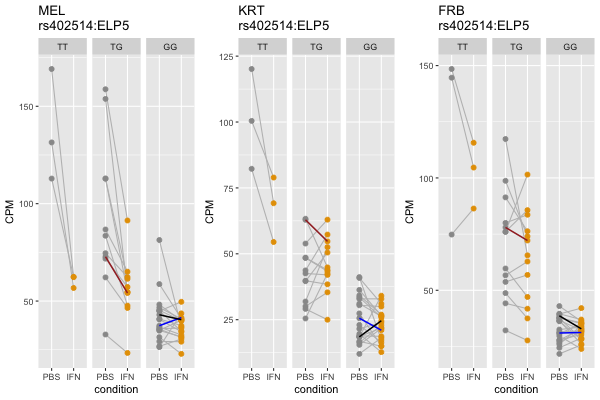 MEL
rs402514:ELP5
TT TG GG
CPM
150
100
50
PBS IFN PBS IFN PBS IFN
condition
KRT
rs402514:ELP5
TT TG GG
CPM
125
100
75
50
25
PBS IFN PBS IFN PBS IFN
condition
FRB
rs402514:ELP5
TT TG GG
CPM
150
100
50
PBS IFN PBS IFN PBS IFN
condition